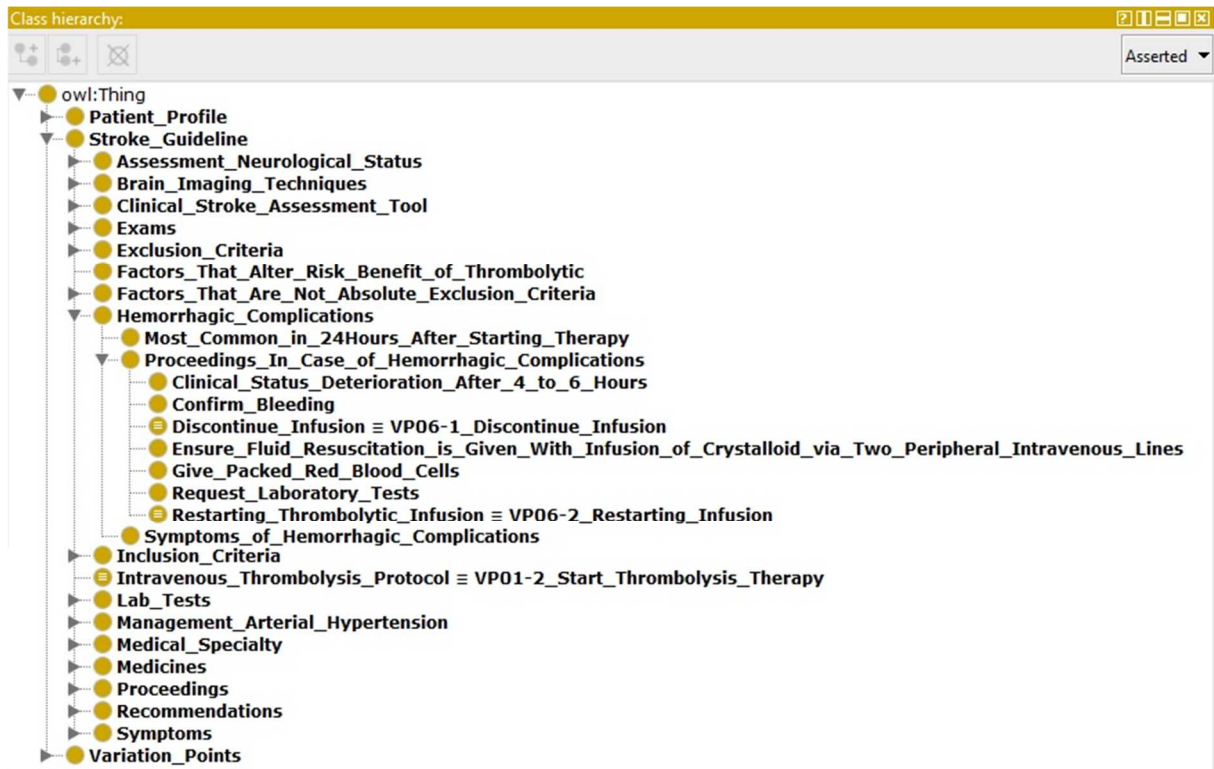 Class hierarchy:
Asserted
owl:Thing
Patient_Profile
Stroke_Guideline
Assessment_Neurological_Status
Brain_Imaging_Techniques
Clinical_Stroke_Assessment_Tool
Exams
Exclusion_Criteria
Factors_That_Alter_Risk_Benefit_of_Thrombolytic
Factors_That_Are_Not_Absolute_Exclusion_Criteria
Hemorrhagic_Complications
Most_Common_in_24Hours_After_Starting_Therapy
Proceedings_In_Case_of_Hemorrhagic_Complications
Clinical_Status_Deterioration_After_4_to_6_Hours
Confirm_Bleeding
Discontinue_Infusion ≡ VP06-1_Discontinue_Infusion
Ensure_Fluid_Resuscitation_is_Given_With_Infusion_of_Crystalloid_via_Two_Peripheral_Intravenous_Lines
Give_Packed_Red_Blood_Cells
Request_Laboratory_Tests
Restarting_Thrombolytic_Infusion ≡ VP06-2_Restarting_Infusion
Symptoms_of_Hemorrhagic_Complications
Inclusion_Criteria
Intravenous_Thrombolysis_Protocol ≡ VP01-2_Start_Thrombolysis_Therapy
Lab_Tests
Management_Arterial_Hypertension
Medical_Specialty
Medicines
Proceedings
Recommendations
Symptoms
Variation_Points